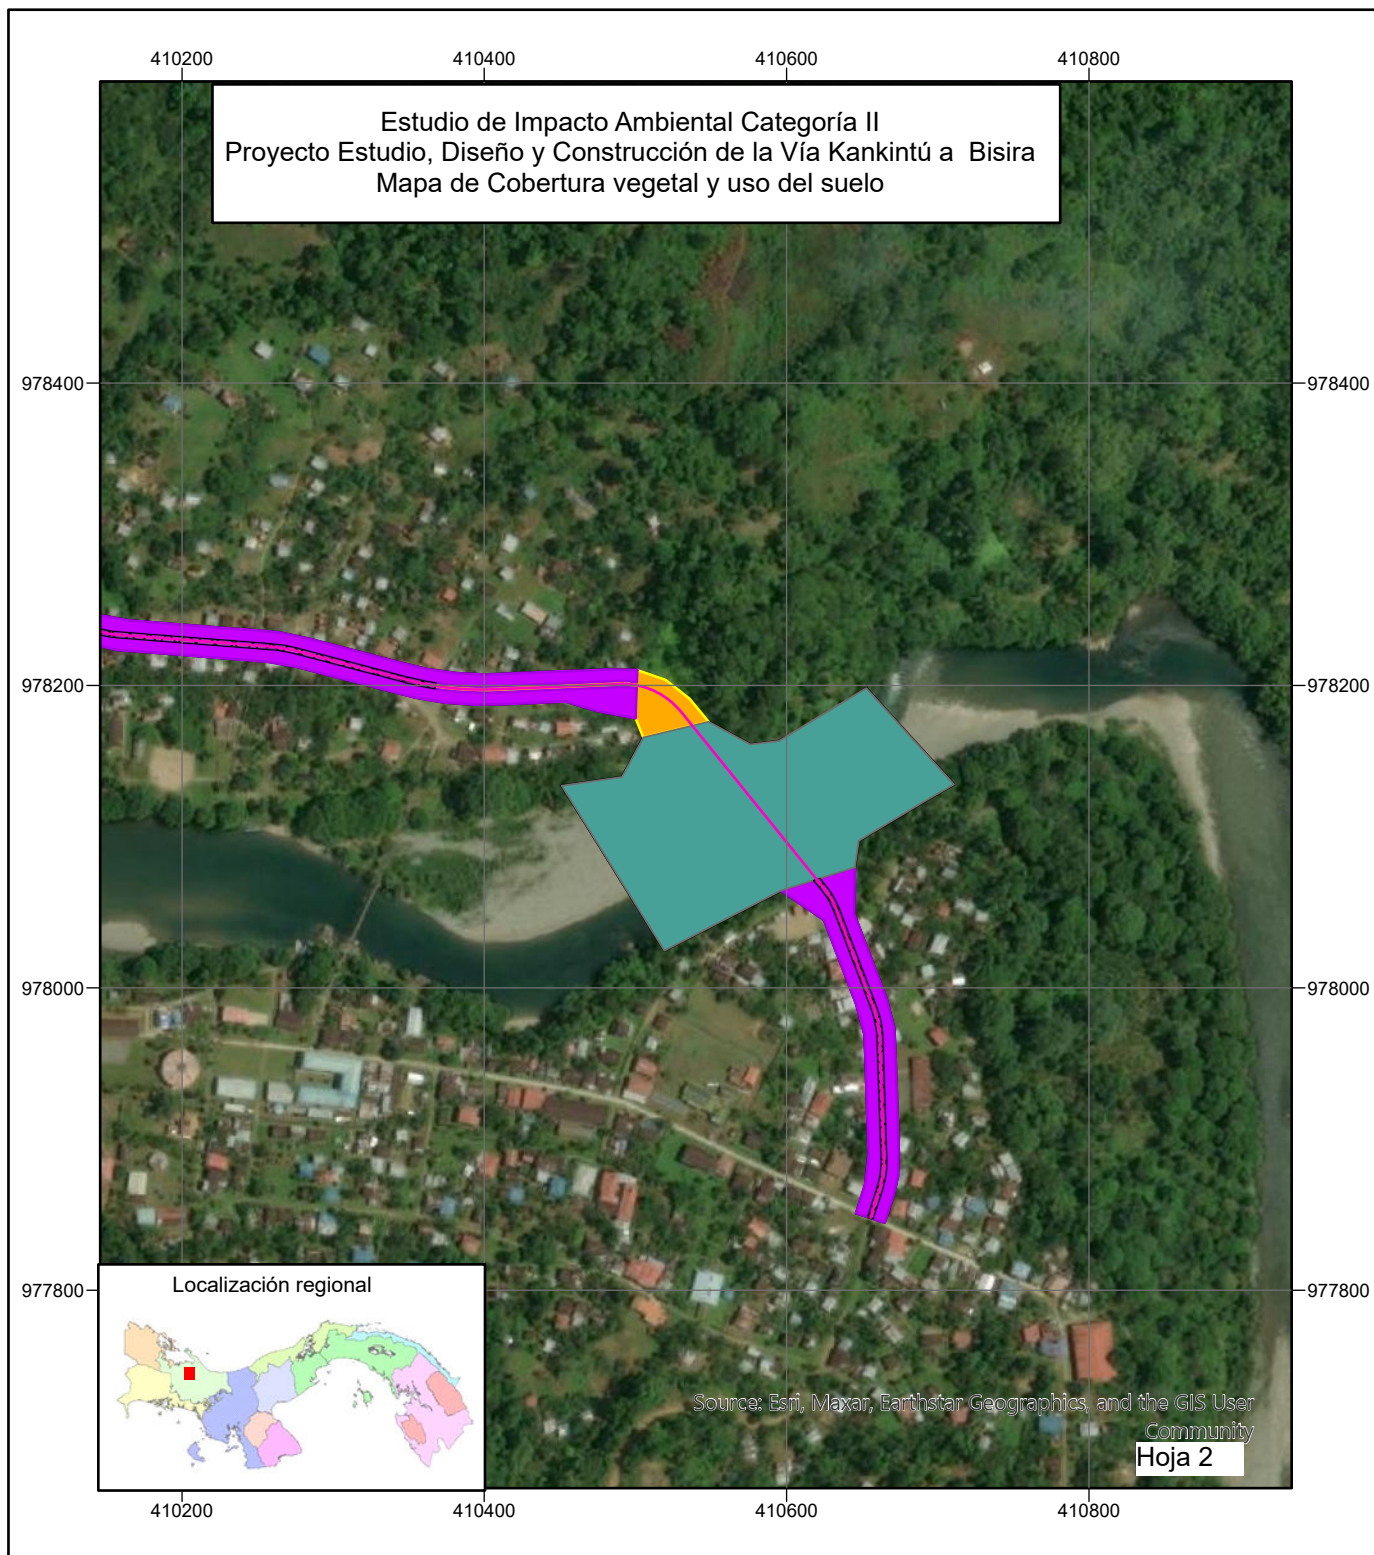 410200 410400 410600 410800
Estudio de Impacto Ambiental Categoría II
Proyecto Estudio, Diseño y Construcción de la Vía Kankintú a Bisira
Mapa de Cobertura vegetal y uso del suelo
978400 978400
978200 978200
978000 978000
977800 977800
Localización regional
Source: Esri, Maxar, Earthstar Geographics, and the GIS User
Community
Hoja 2
410200 410400 410600 410800